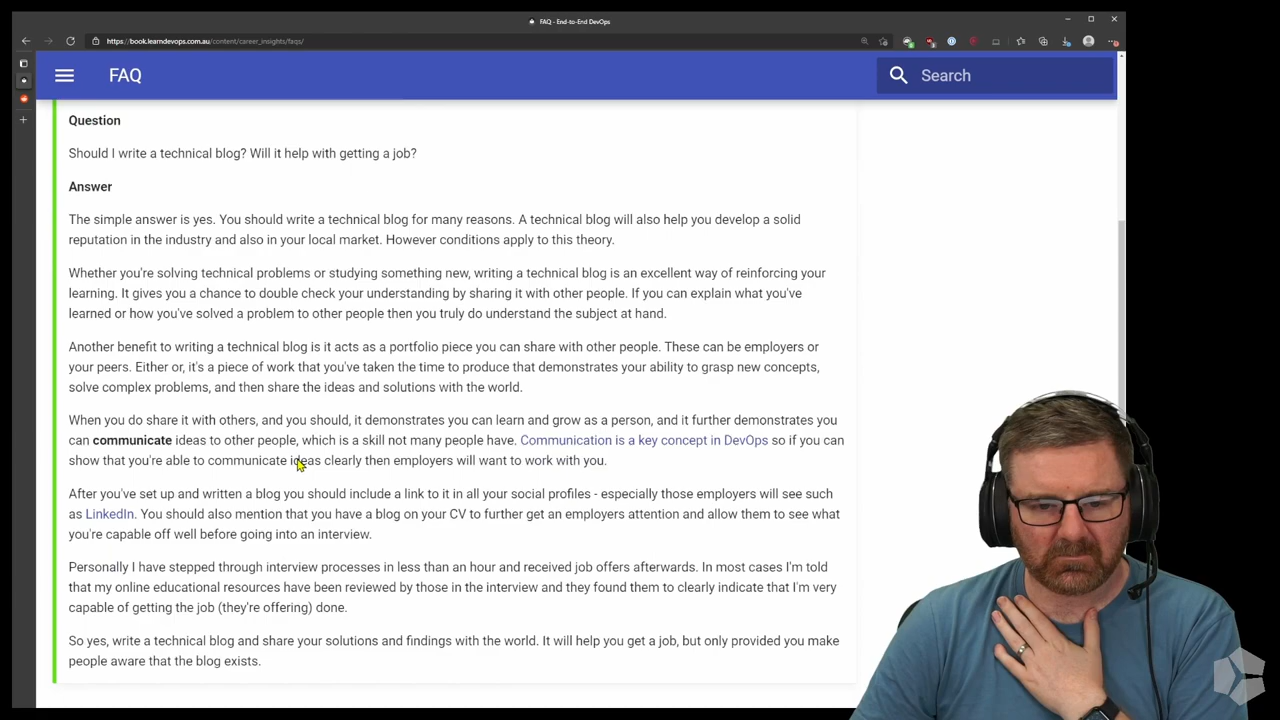 FAQ - End-to-End DevOps
https://book.learndevops.com.au/content/career_insights/faqs/
FAQ
Search
Question
Should I write a technical blog? Will it help with getting a job?
Answer
The simple answer is yes. You should write a technical blog for many reasons. A technical blog will also help you develop a solid
reputation in the industry and also in your local market. However conditions apply to this theory.
Whether you're solving technical problems or studying something new, writing a technical blog is an excellent way of reinforcing your
learning. It gives you a chance to double check your understanding by sharing it with other people. If you can explain what you've
learned or how you've solved a problem to other people then you truly do understand the subject at hand.
Another benefit to writing a technical blog is it acts as a portfolio piece you can share with other people. These can be employers or
your peers. Either or, it's a piece of work that you've taken the time to produce that demonstrates your ability to grasp new concepts,
solve complex problems, and then share the ideas and solutions with the world.
When you do share it with others, and you should, it demonstrates you can learn and grow as a person, and it further demonstrates you
can communicate ideas to other people, which is a skill not many people have. Communication is a key concept in DevOps so if you can
show that you're able to communicate ideas clearly then employers will want to work with you.
After you've set up and written a blog you should include a link to it in all your social profiles - especially those employers will see such
as LinkedIn. You should also mention that you have a blog on your CV to further get an employers attention and allow them to see what
you're capable off well before going into an interview.
Personally I have stepped through interview processes in less than an hour and received job offers afterwards. In most cases I'm told
that my online educational resources have been reviewed by those in the interview and they found them to clearly indicate that I'm very
capable of getting the job (they're offering) done.
So yes, write a technical blog and share your solutions and findings with the world. It will help you get a job, but only provided you make
people aware that the blog exists.